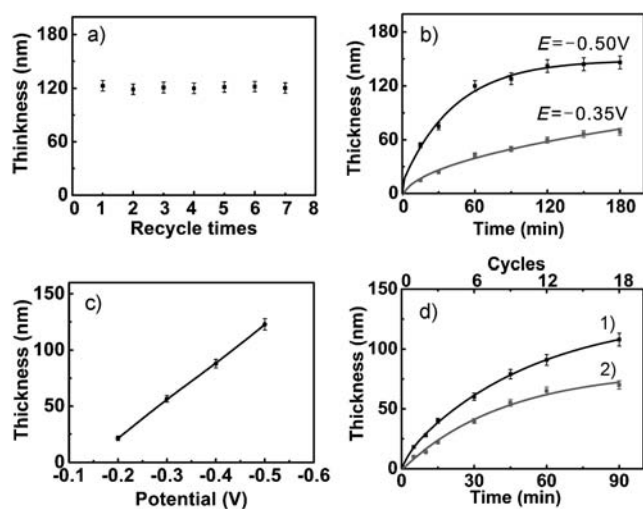 a)
Thinkness (nm)
180
120
60
0
0 1 2 3 4 5 6 7 8
Recycle times
b)
E=−0.50V
E=−0.35V
Thickness (nm)
180
120
60
0
0 60 120 180
Time (min)
c)
Thickness (nm)
150
100
50
0
-0.1 -0.2 -0.3 -0.4 -0.5 -0.6
Potential (V)
Cycles
0 6 12 18
d)
1)
2)
Thickness (nm)
150
100
50
0
0 30 60 90
Time (min)